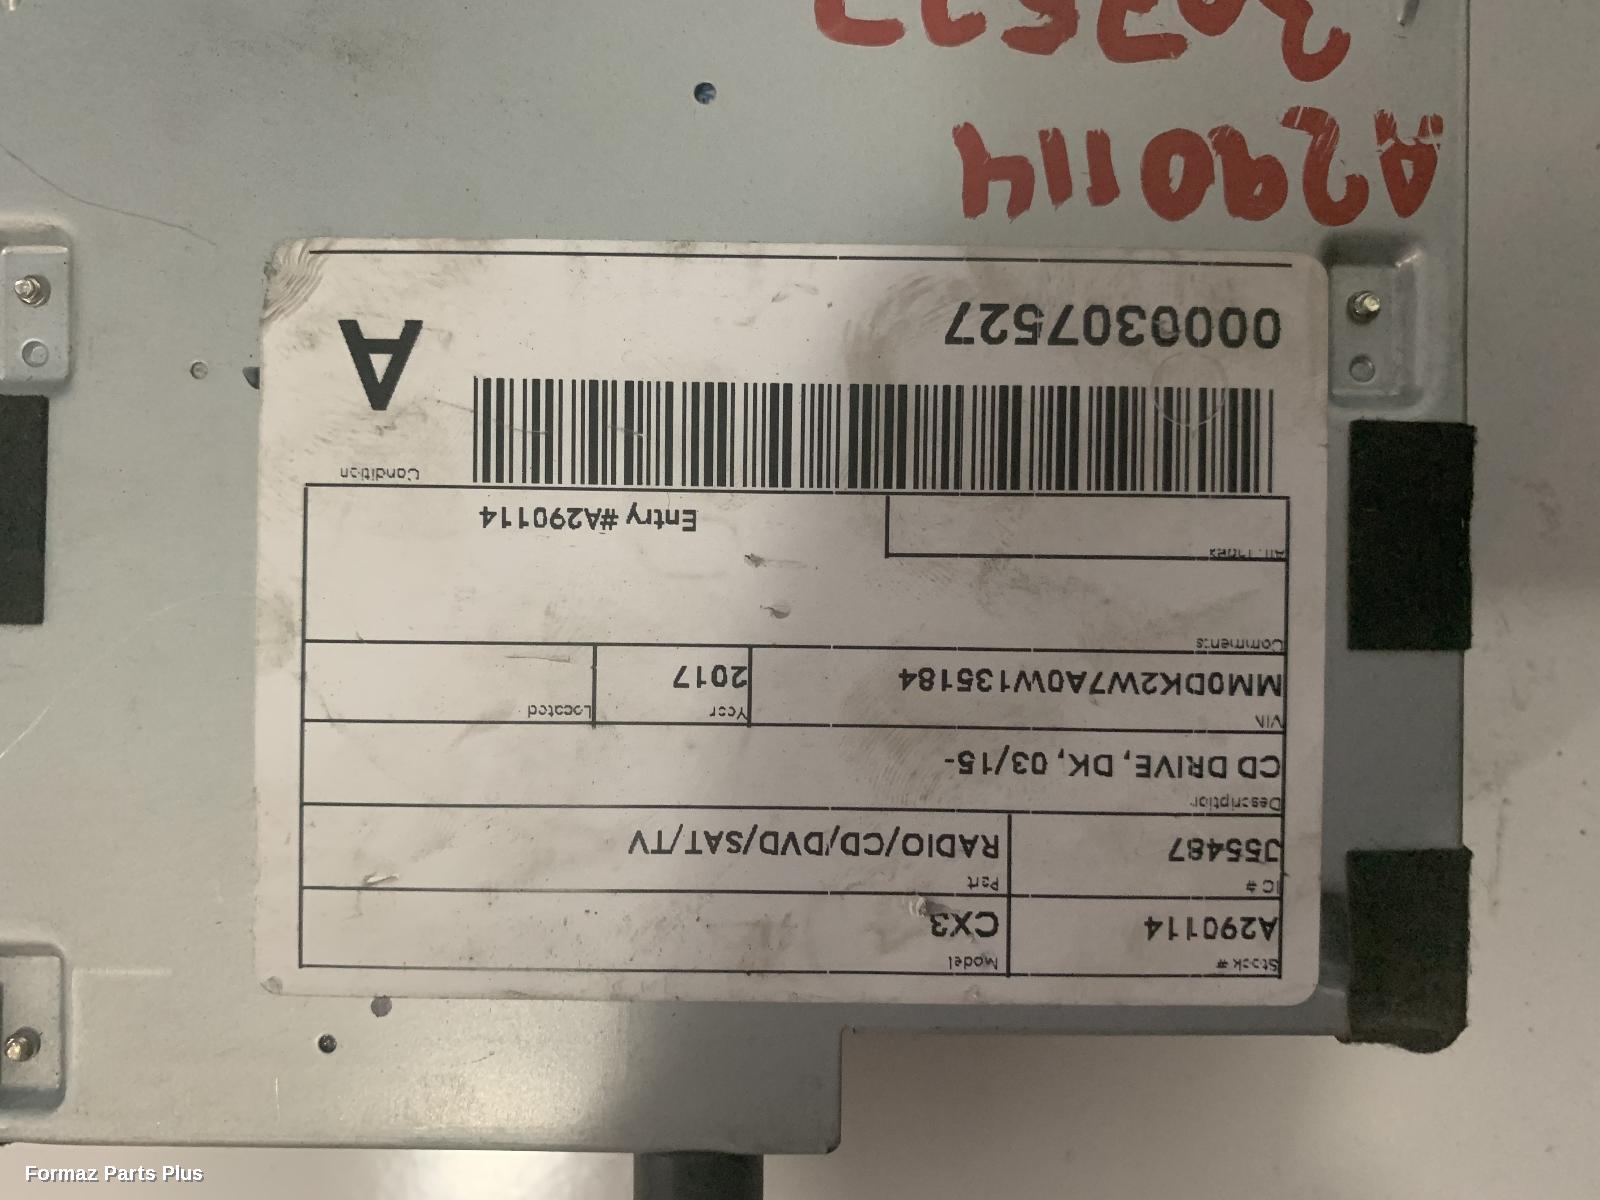 Stock #
A290114
Model
CX3
IC #
J55487
Part
RADIO/CD/DVD/SAT/TV
Description
CD DRIVE, DK, 03/15-
VIN
MM0DK2W7A0W135184
Year
2017
Located
Comments
Alt. Index
Entry #A290114
Condition
A
0000307527
A290114
307527
Formaz Parts Plus